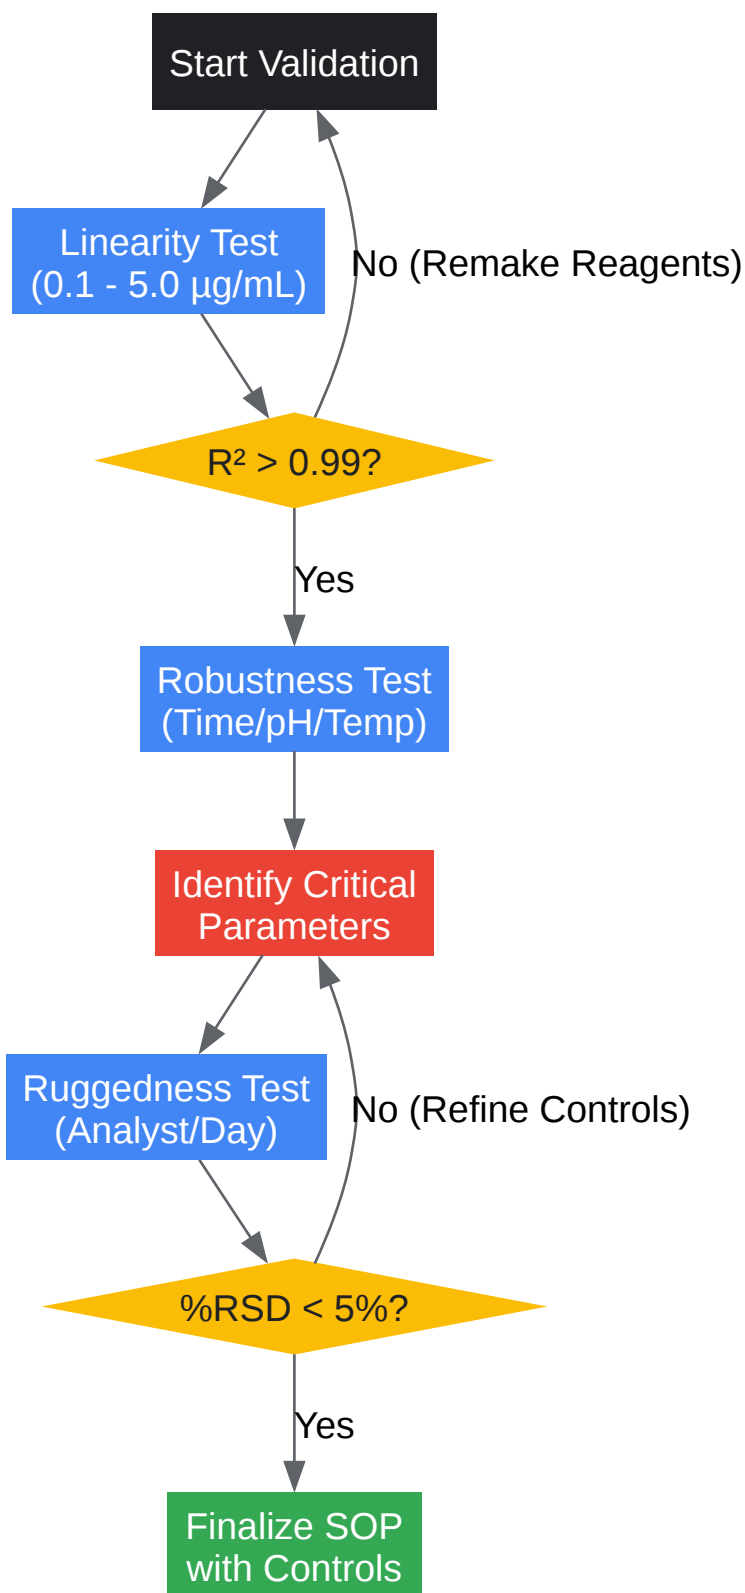 Start Validation
Linearity Test
(0.1 - 5.0 µg/mL)
No (Remake Reagents)
R² > 0.99?
Yes
Robustness Test
(Time/pH/Temp)
Identify Critical
Parameters
Ruggedness Test
(Analyst/Day)
No (Refine Controls)
%RSD < 5%?
Yes
Finalize SOP
with Controls